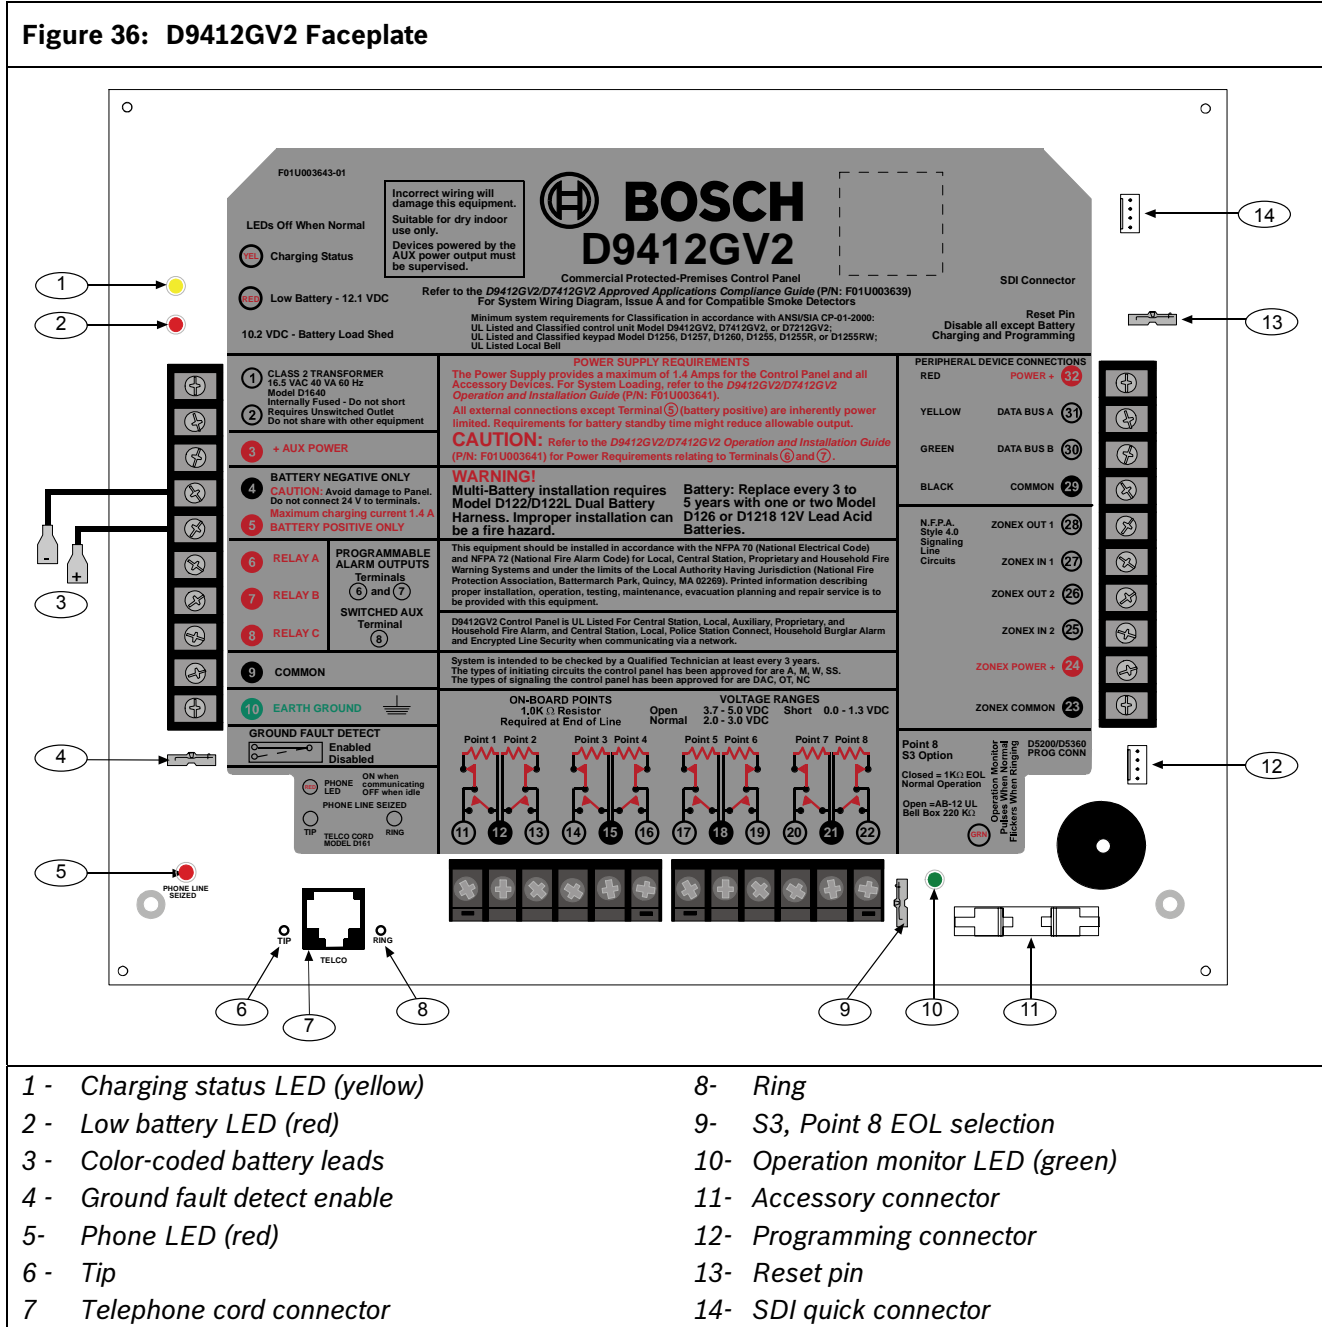 Figure 36: D9412GV2 Faceplate
F01U003643-01
LEDs Off When Normal
YEL Charging Status
RED Low Battery - 12.1 VDC
10.2 VDC - Battery Load Shed
Incorrect wiring will
damage this equipment.
Suitable for dry indoor
use only.
Devices powered by the
AUX power output must
be supervised.
BOSCH
D9412GV2
Commercial Protected-Premises Control Panel
Refer to the D9412GV2/D7412GV2 Approved Applications Compliance Guide (P/N: F01U003639)
For System Wiring Diagram, Issue A and for Compatible Smoke Detectors
Minimum system requirements for Classification in accordance with ANSI/SIA CP-01-2000:
UL Listed and Classified control unit Model D9412GV2, D7412GV2, or D7212GV2;
UL Listed and Classified keypad Model D1256, D1257, D1260, D1255, D1255R, or D1255RW;
UL Listed Local Bell
SDI Connector
Reset Pin
Disable all except Battery
Charging and Programming
1
2
3
4
5
14
13
12
1 CLASS 2 TRANSFORMER
16.5 VAC 40 VA 60 Hz
Model D1640
Internally Fused - Do not short
2 Requires Unswitched Outlet
Do not share with other equipment
3 + AUX POWER
4 BATTERY NEGATIVE ONLY
CAUTION: Avoid damage to Panel.
Do not connect 24 V to terminals.
Maximum charging current 1.4 A
5 BATTERY POSITIVE ONLY
6 RELAY A
7 RELAY B
8 RELAY C
PROGRAMMABLE
ALARM OUTPUTS
Terminals
6 and 7
SWITCHED AUX
Terminal
8
9 COMMON
10 EARTH GROUND
GROUND FAULT DETECT
Enabled
Disabled
-
+
POWER SUPPLY REQUIREMENTS
The Power Supply provides a maximum of 1.4 Amps for the Control Panel and all
Accessory Devices. For System Loading, refer to the D9412GV2/D7412GV2
Operation and Installation Guide (P/N: F01U003641).
All external connections except Terminal 5 (battery positive) are inherently power
limited. Requirements for battery standby time might reduce allowable output.
CAUTION: Refer to the D9412GV2/D7412GV2 Operation and Installation Guide
(P/N: F01U003641) for Power Requirements relating to Terminals 6 and 7.
WARNING!
Multi-Battery installation requires
Model D122/D122L Dual Battery
Harness. Improper installation can
be a fire hazard.
Battery: Replace every 3 to
5 years with one or two Model
D126 or D1218 12V Lead Acid
Batteries.
This equipment should be installed in accordance with the NFPA 70 (National Electrical Code)
and NFPA 72 (National Fire Alarm Code) for Local, Central Station, Proprietary and Household Fire
Warning Systems and under the limits of the Local Authority Having Jurisdiction (National Fire
Protection Association, Battermarch Park, Quincy, MA 02269). Printed information describing
proper installation, operation, testing, maintenance, evacuation planning and repair service is to
be provided with this equipment.
D9412GV2 Control Panel is UL Listed For Central Station, Local, Auxiliary, Proprietary, and
Household Fire Alarm, and Central Station, Local, Police Station Connect, Household Burglar Alarm
and Encrypted Line Security when communicating via a network.
System is intended to be checked by a Qualified Technician at least every 3 years.
The types of initiating circuits the control panel has been approved for are A, M, W, SS.
The types of signaling the control panel has been approved for are DAC, OT, NC
ON-BOARD POINTS
1,0K Ω Resistor
Required at End of Line
VOLTAGE RANGES
Open 3.7 - 5.0 VDC Short 0.0 - 1.3 VDC
Normal 2.0 - 3.0 VDC
Point 1 Point 2 Point 3 Point 4 Point 5 Point 6 Point 7 Point 8
11 12 13 14 15 16 17 18 19 20 21 22
PERIPHERAL DEVICE CONNECTIONS
RED POWER + 32
YELLOW DATA BUS A 31
GREEN DATA BUS B 30
BLACK COMMON 29
N.F.P.A.
Style 4.0
Signaling
Line
Circuits
ZONEX OUT 1 28
ZONEX IN 1 27
ZONEX OUT 2 26
ZONEX IN 2 25
ZONEX POWER + 24
ZONEX COMMON 23
Point 8
S3 Option
Closed = 1KΩ EOL
Normal Operation
Open =AB-12 UL
Bell Box 220 KΩ
Operation Monitor
Pulses When Normal
Flickers When Ringing
GRN
D5200/D5360
PROG CONN
RED PHONE LED
ON when
communicating
OFF when idle
PHONE LINE SEIZED
TIP
RING
TELCO CORD
MODEL D161
PHONE LINE
SEIZED
TIP
RING
TELCO
6
7
8
9
10
11
1 - Charging status LED (yellow)
2 - Low battery LED (red)
3 - Color-coded battery leads
4 - Ground fault detect enable
5- Phone LED (red)
6 - Tip
7 Telephone cord connector
8- Ring
9- S3, Point 8 EOL selection
10- Operation monitor LED (green)
11- Accessory connector
12- Programming connector
13- Reset pin
14- SDI quick connector